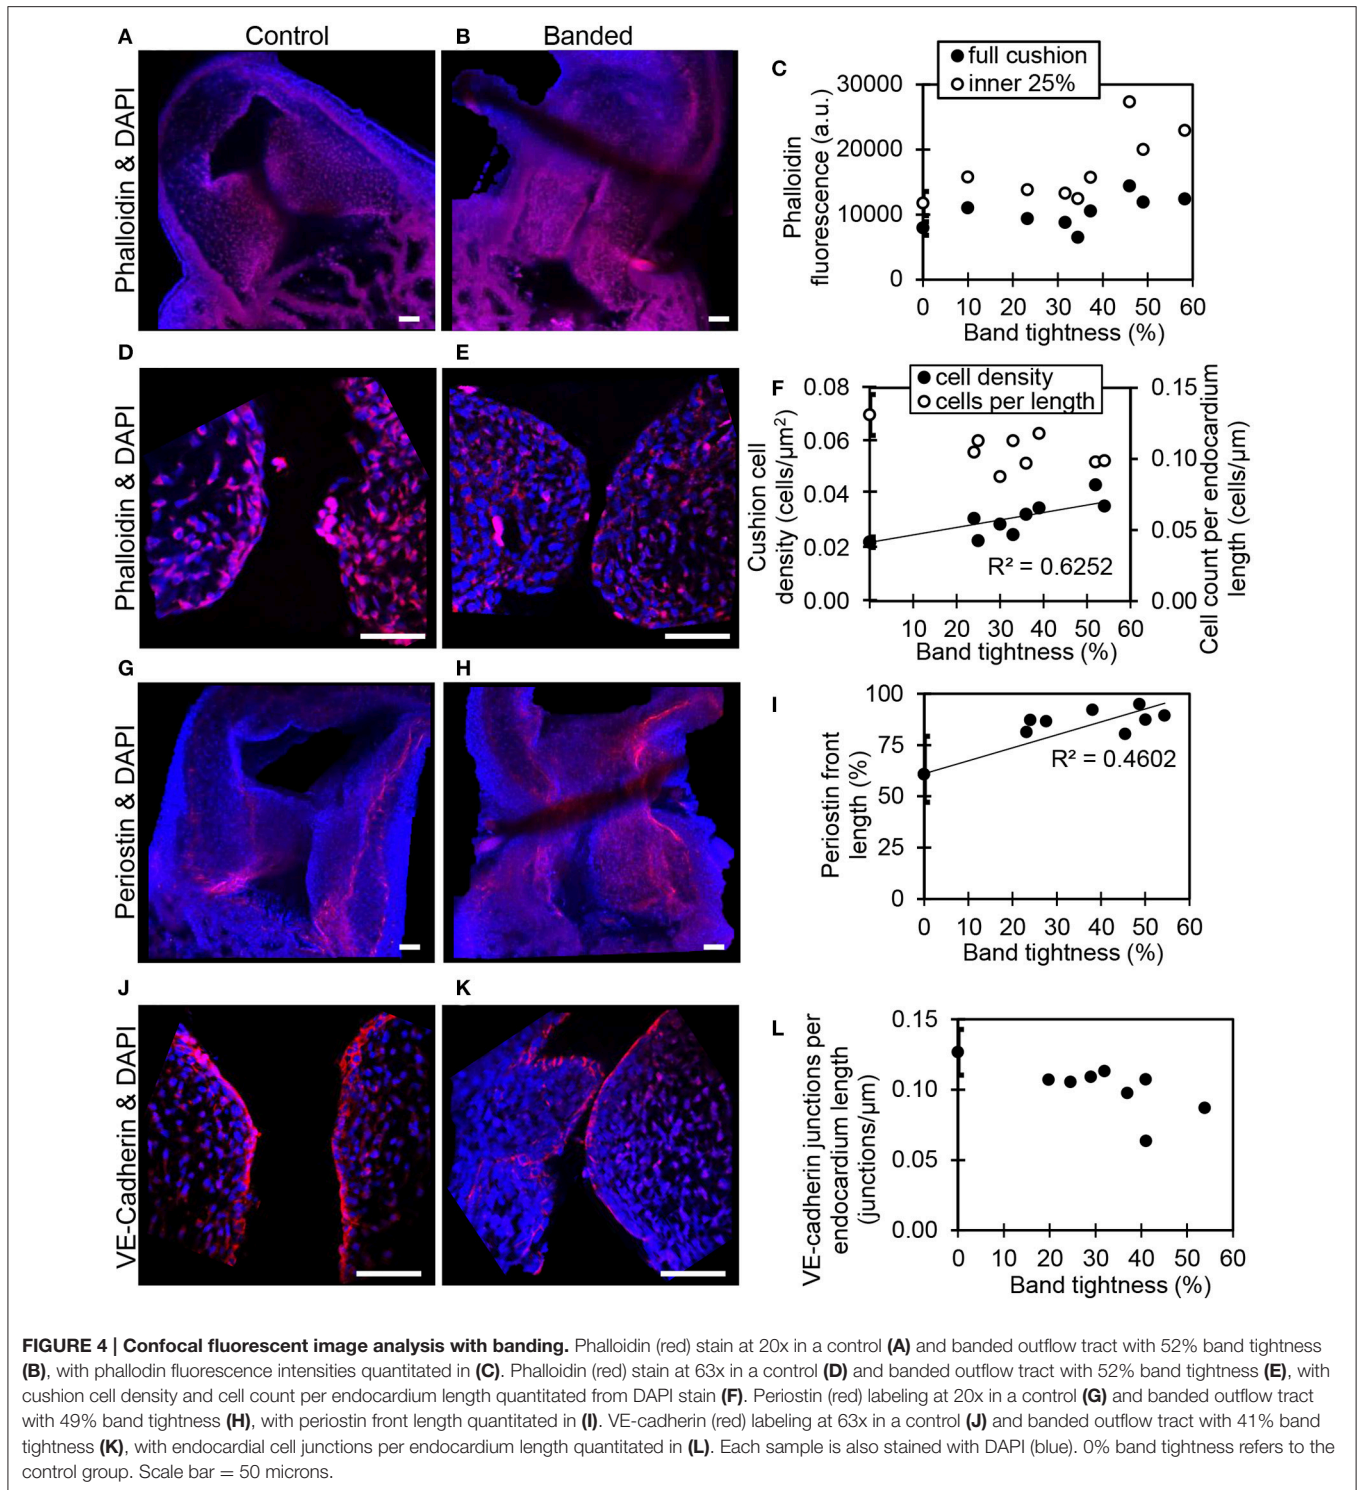 A
Control
B
Banded
Phalloidin & DAPI
C
● full cushion
○ inner 25%
30000
20000
10000
0
Phalloidin
fluorescence (a.u.)
0 10 20 30 40 50 60
Band tightness (%)
D
E
Phalloidin & DAPI
F
● cell density
○ cells per length
0.08
0.06
0.04
0.02
0.00
Cushion cell
density (cells/µm²)
0.15
0.10
0.05
0.00
Cell count per endocardium
length (cells/µm)
R² = 0.6252
10 20 30 40 50 60
Band tightness (%)
G
H
Periostin & DAPI
I
100
75
50
25
0
Periostin front
length (%)
R² = 0.4602
0 10 20 30 40 50 60
Band tightness (%)
J
K
VE-Cadherin & DAPI
L
0.15
0.10
0.05
0.00
VE-cadherin junctions per
endocardium length
(junctions/µm)
0 10 20 30 40 50 60
Band tightness (%)
FIGURE 4 | Confocal fluorescent image analysis with banding. Phalloidin (red) stain at 20x in a control (A) and banded outflow tract with 52% band tightness
(B), with phallodin fluorescence intensities quantitated in (C). Phalloidin (red) stain at 63x in a control (D) and banded outflow tract with 52% band tightness (E), with
cushion cell density and cell count per endocardium length quantitated from DAPI stain (F). Periostin (red) labeling at 20x in a control (G) and banded outflow tract
with 49% band tightness (H), with periostin front length quantitated in (I). VE-cadherin (red) labeling at 63x in a control (J) and banded outflow tract with 41% band
tightness (K), with endocardial cell junctions per endocardium length quantitated in (L). Each sample is also stained with DAPI (blue). 0% band tightness refers to the
control group. Scale bar = 50 microns.